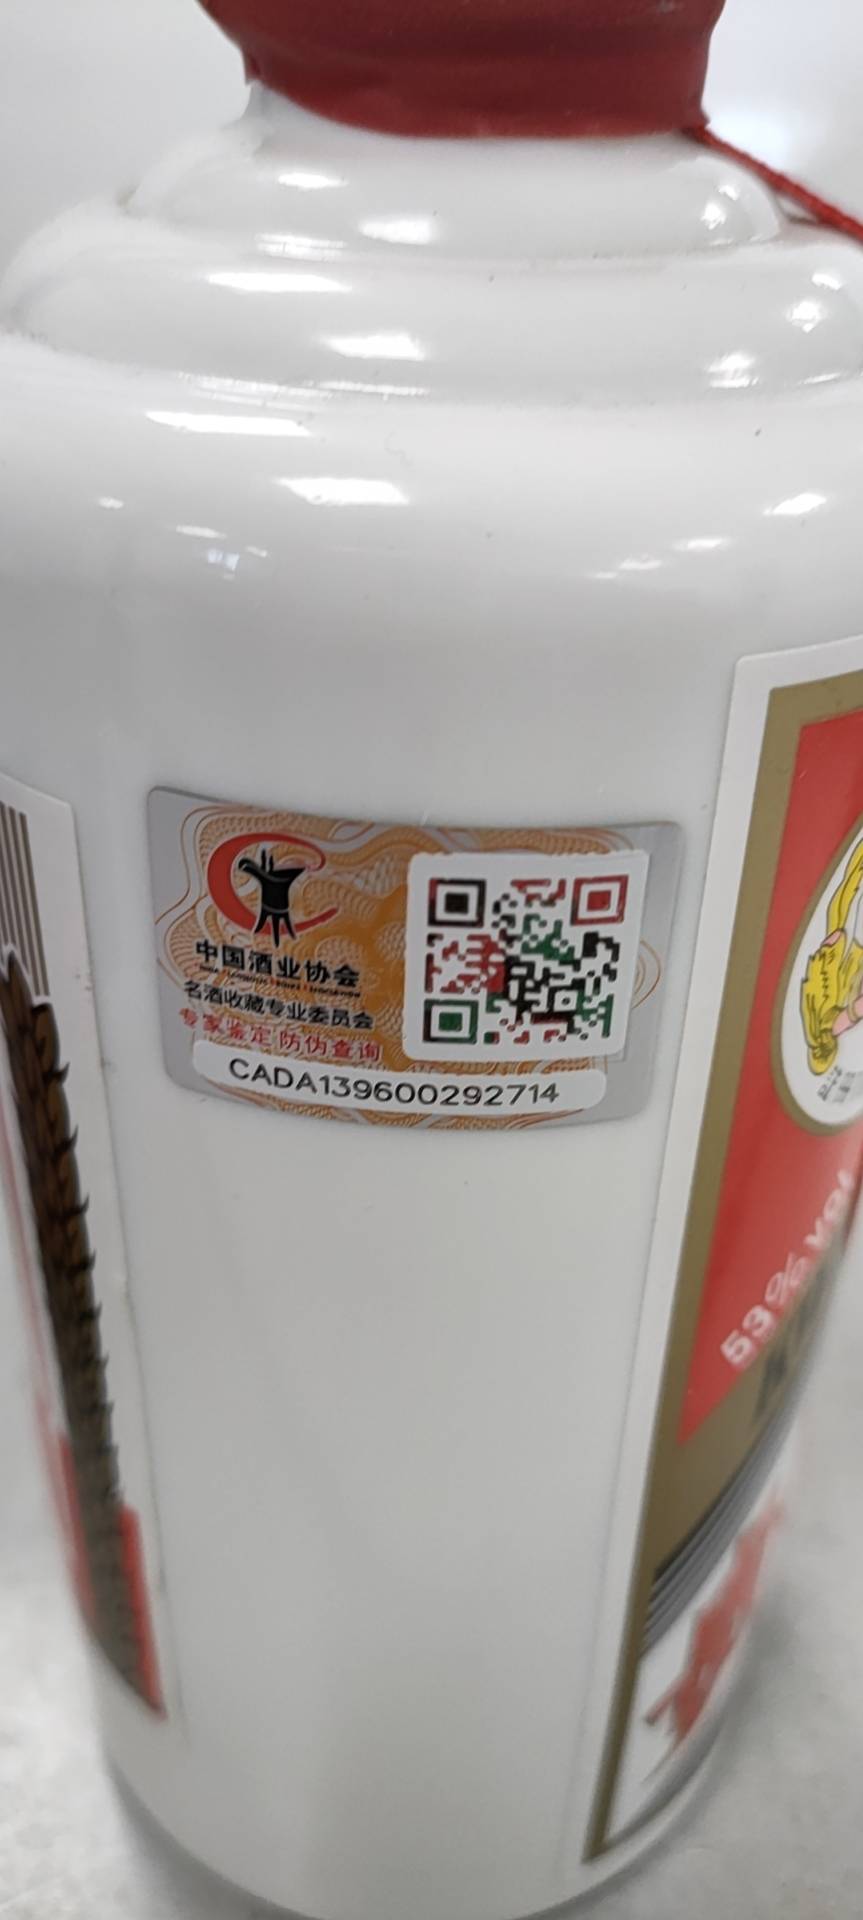 中国酒业协会
名酒收藏专业委员会
专家鉴定 防伪查询
CADA139600292714
53% vol